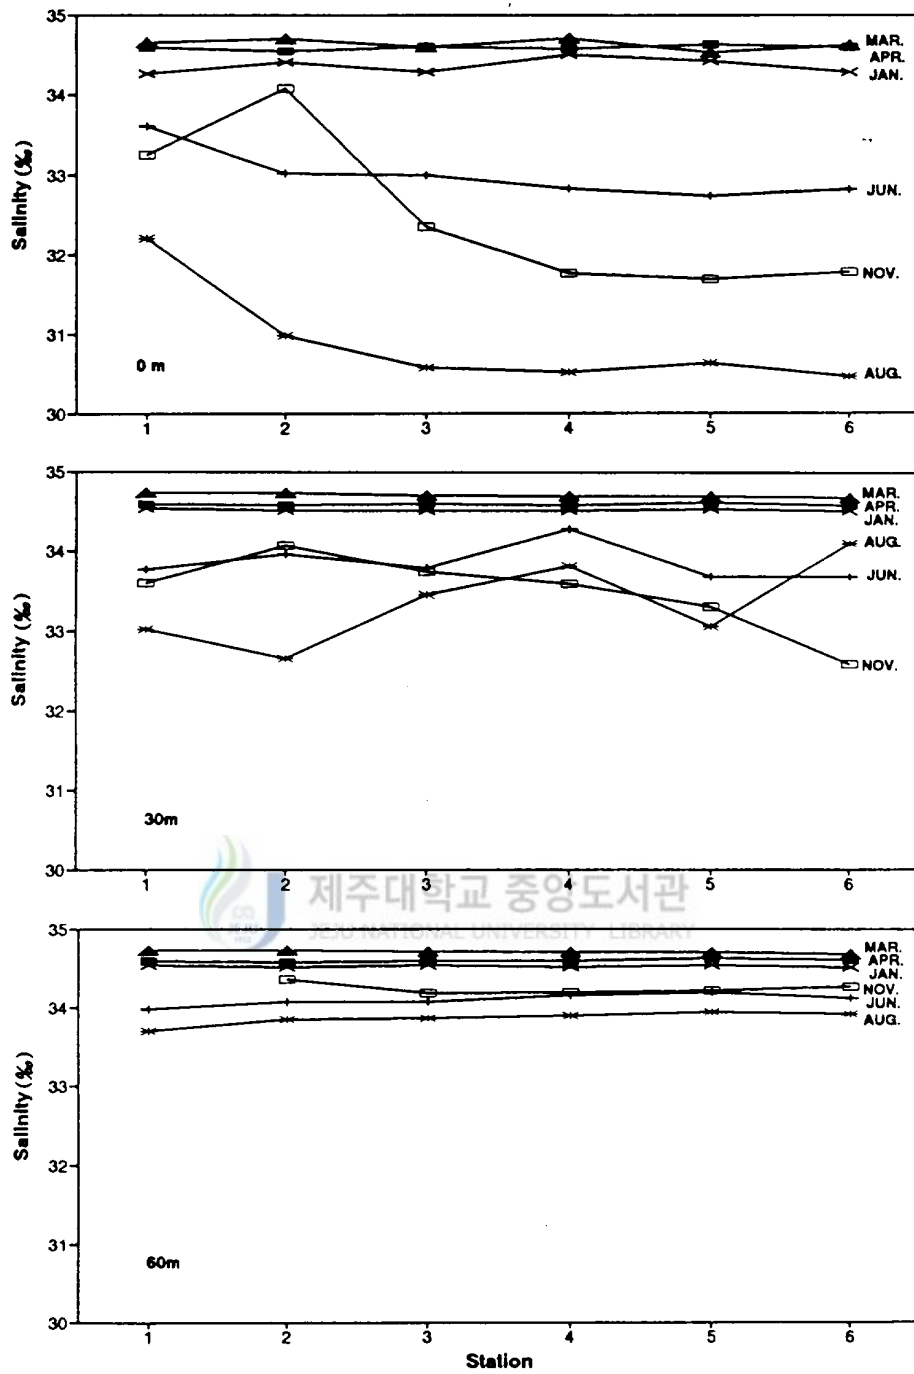 35
34
33
32
31
30
Salinity (‰)
MAR.
APR.
JAN.
JUN.
NOV.
AUG.
0 m
1 2 3 4 5 6
35
34
33
32
31
30
Salinity (‰)
MAR.
APR.
JAN.
AUG.
JUN.
NOV.
30m
1 2 3 4 5 6
제주대학교 중앙도서관
JEJU NATIONAL UNIVERSITY LIBRARY
35
34
33
32
31
30
Salinity (‰)
MAR.
APR.
JAN.
NOV.
JUN.
AUG.
60m
1 2 3 4 5 6
Station